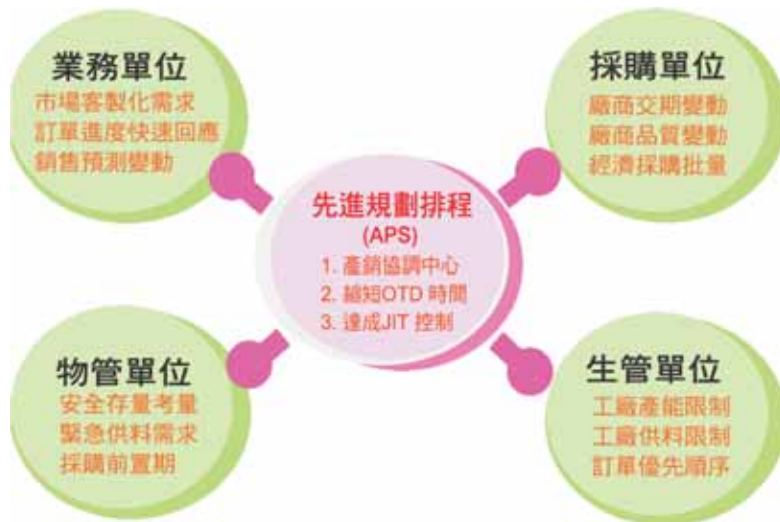 業務單位
市場客製化需求
訂單進度快速回應
銷售預測變動
採購單位
廠商交期變動
廠商品質變動
經濟採購批量
先進規劃排程
(APS)
1. 產銷協調中心
2. 縮短OTD 時間
3. 達成JIT 控制
物管單位
安全存量考量
緊急供料需求
採購前置期
生管單位
工廠產能限制
工廠供料限制
訂單優先順序